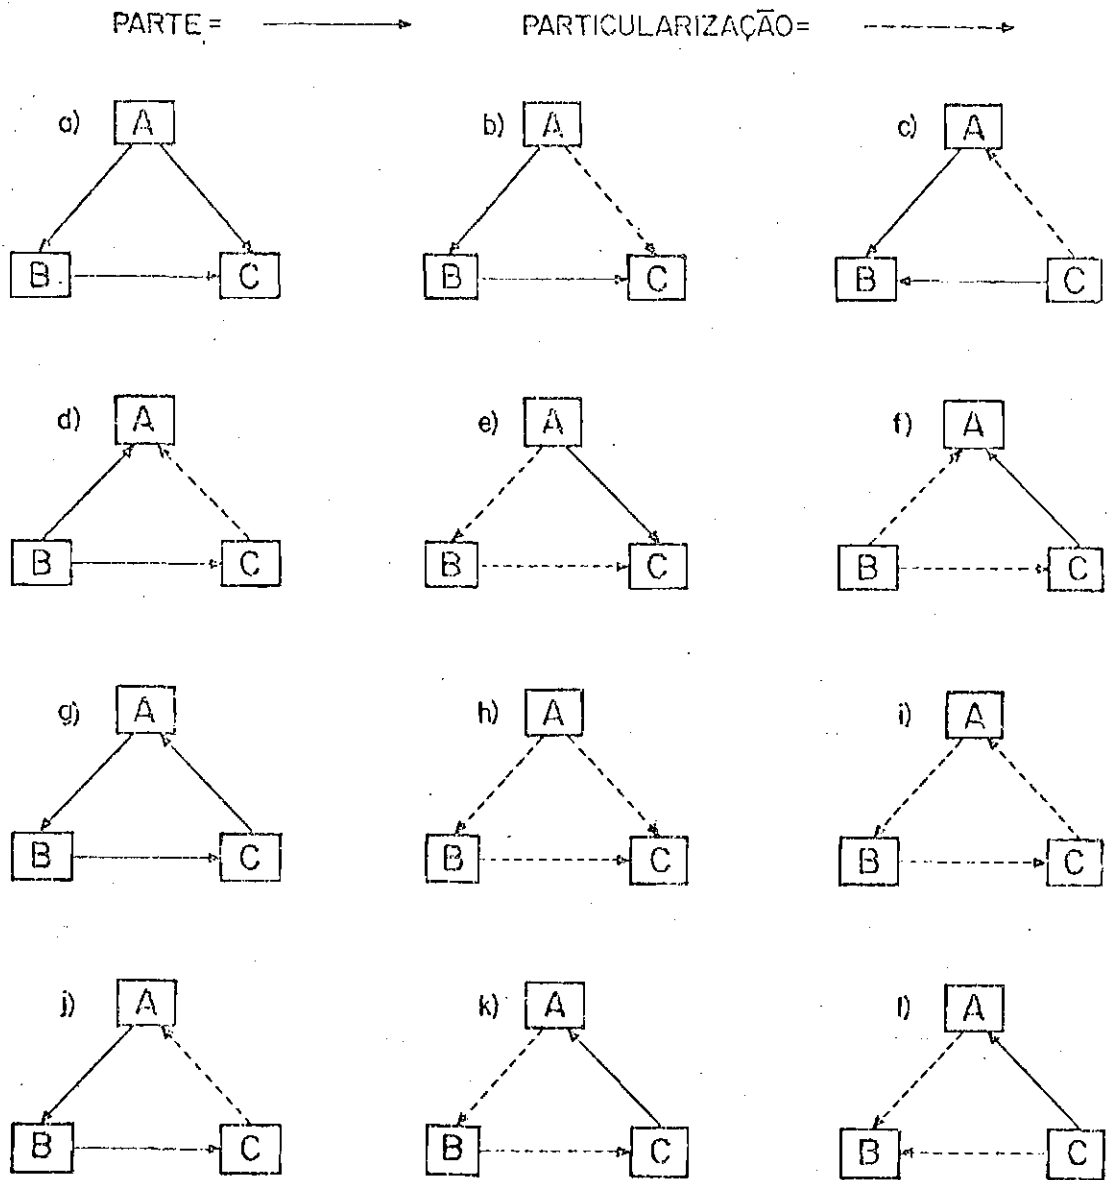 PARTE = PARTICULARIZAÇÃO=
a) A b) A c) A
B C B C B C
d) A e) A f) A
B C B C B C
g) A h) A i) A
B C B C B C
j) A k) A l) A
B C B C B C